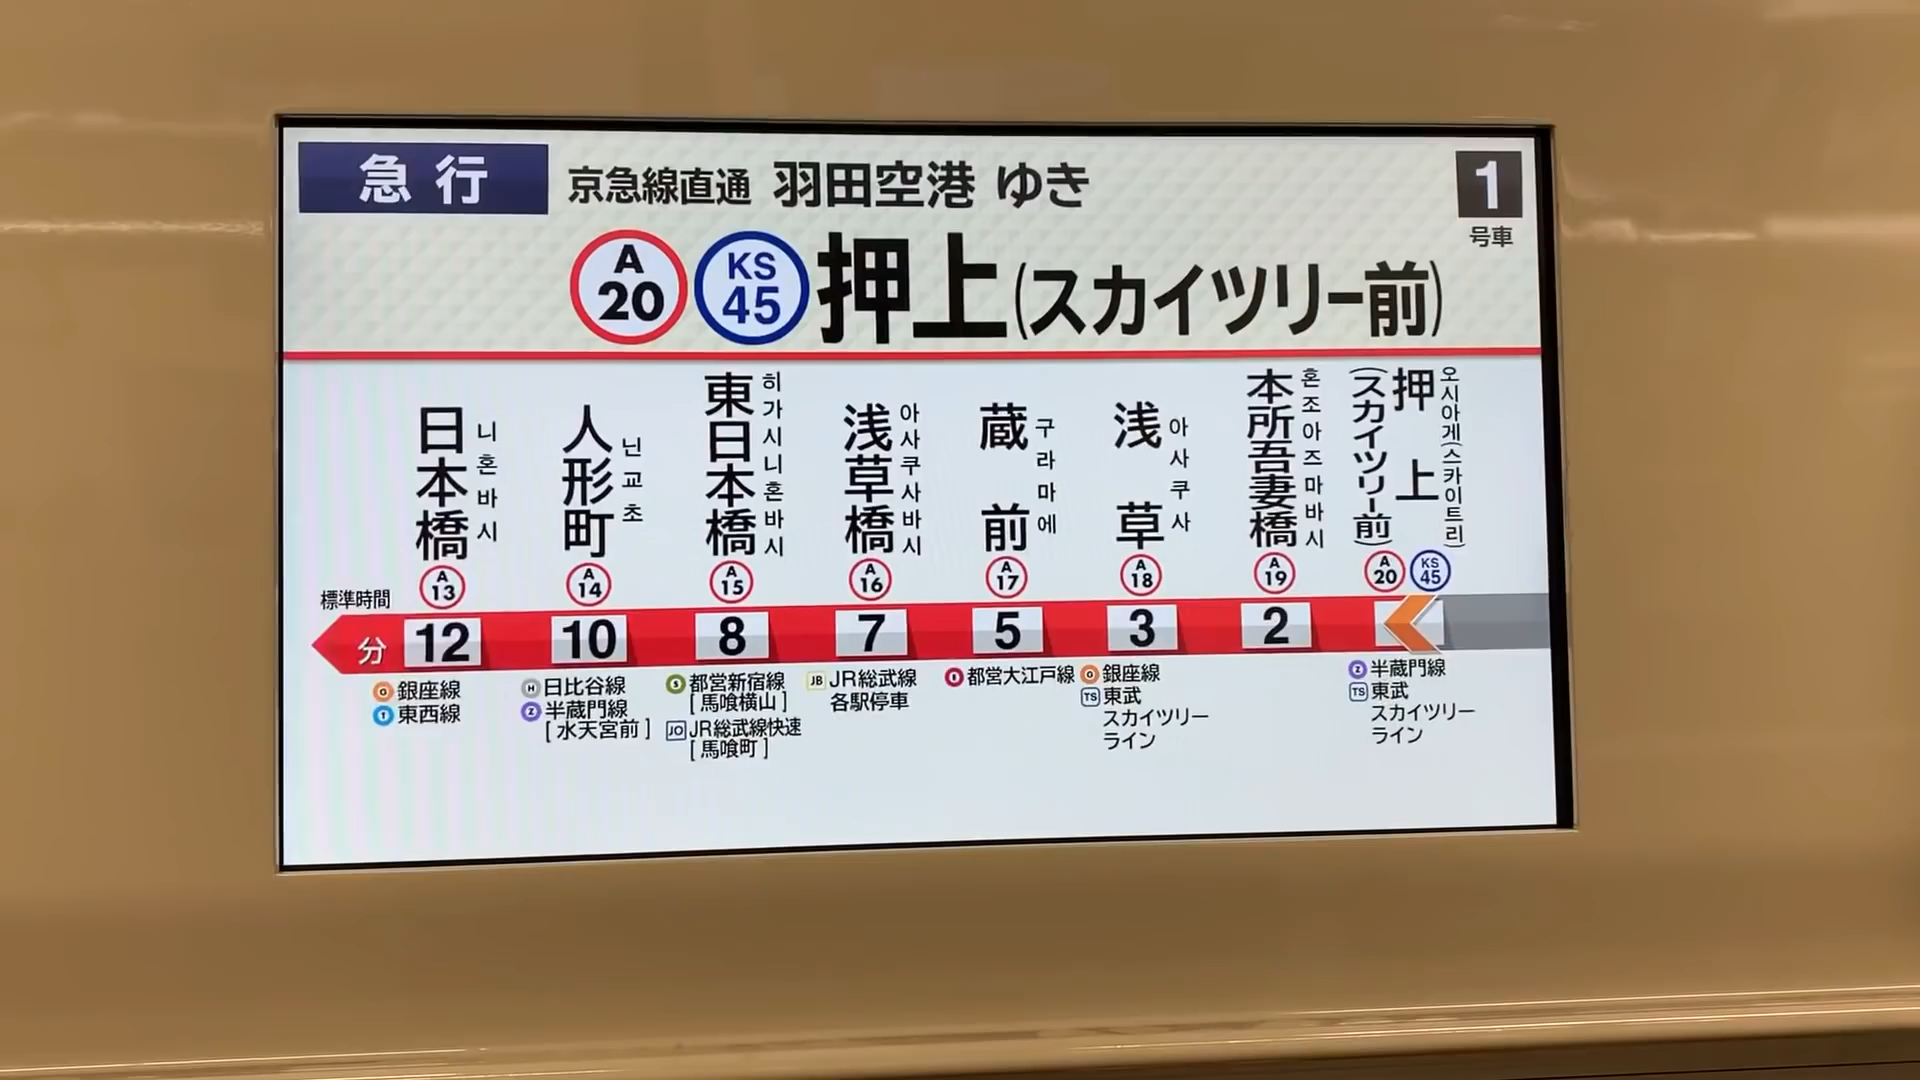 急行 京急線直通 羽田空港 ゆき 1
号車
A 20 KS 45 押上(スカイツリー前)
日本橋 니혼바시
人形町 닌교초
東日本橋 히가시니혼바시
浅草橋 아사쿠사바시
蔵前 구라마에
浅草 아사쿠사
本所吾妻橋 혼조아즈마바시
押上 오시아게(스카이트리)
(スカイツリー前)
A 13 A 14 A 15 A 16 A 17 A 18 A 19 A 20 KS 45
標準時間
分 12 10 8 7 5 3 2
G 銀座線
T 東西線
H 日比谷線
Z 半蔵門線
[水天宮前]
S 都営新宿線
[馬喰横山]
JO JR総武線快速
[馬喰町]
JB JR総武線
各駅停車
E 都営大江戸線
G 銀座線
TS 東武
スカイツリー
ライン
Z 半蔵門線
TS 東武
スカイツリー
ライン